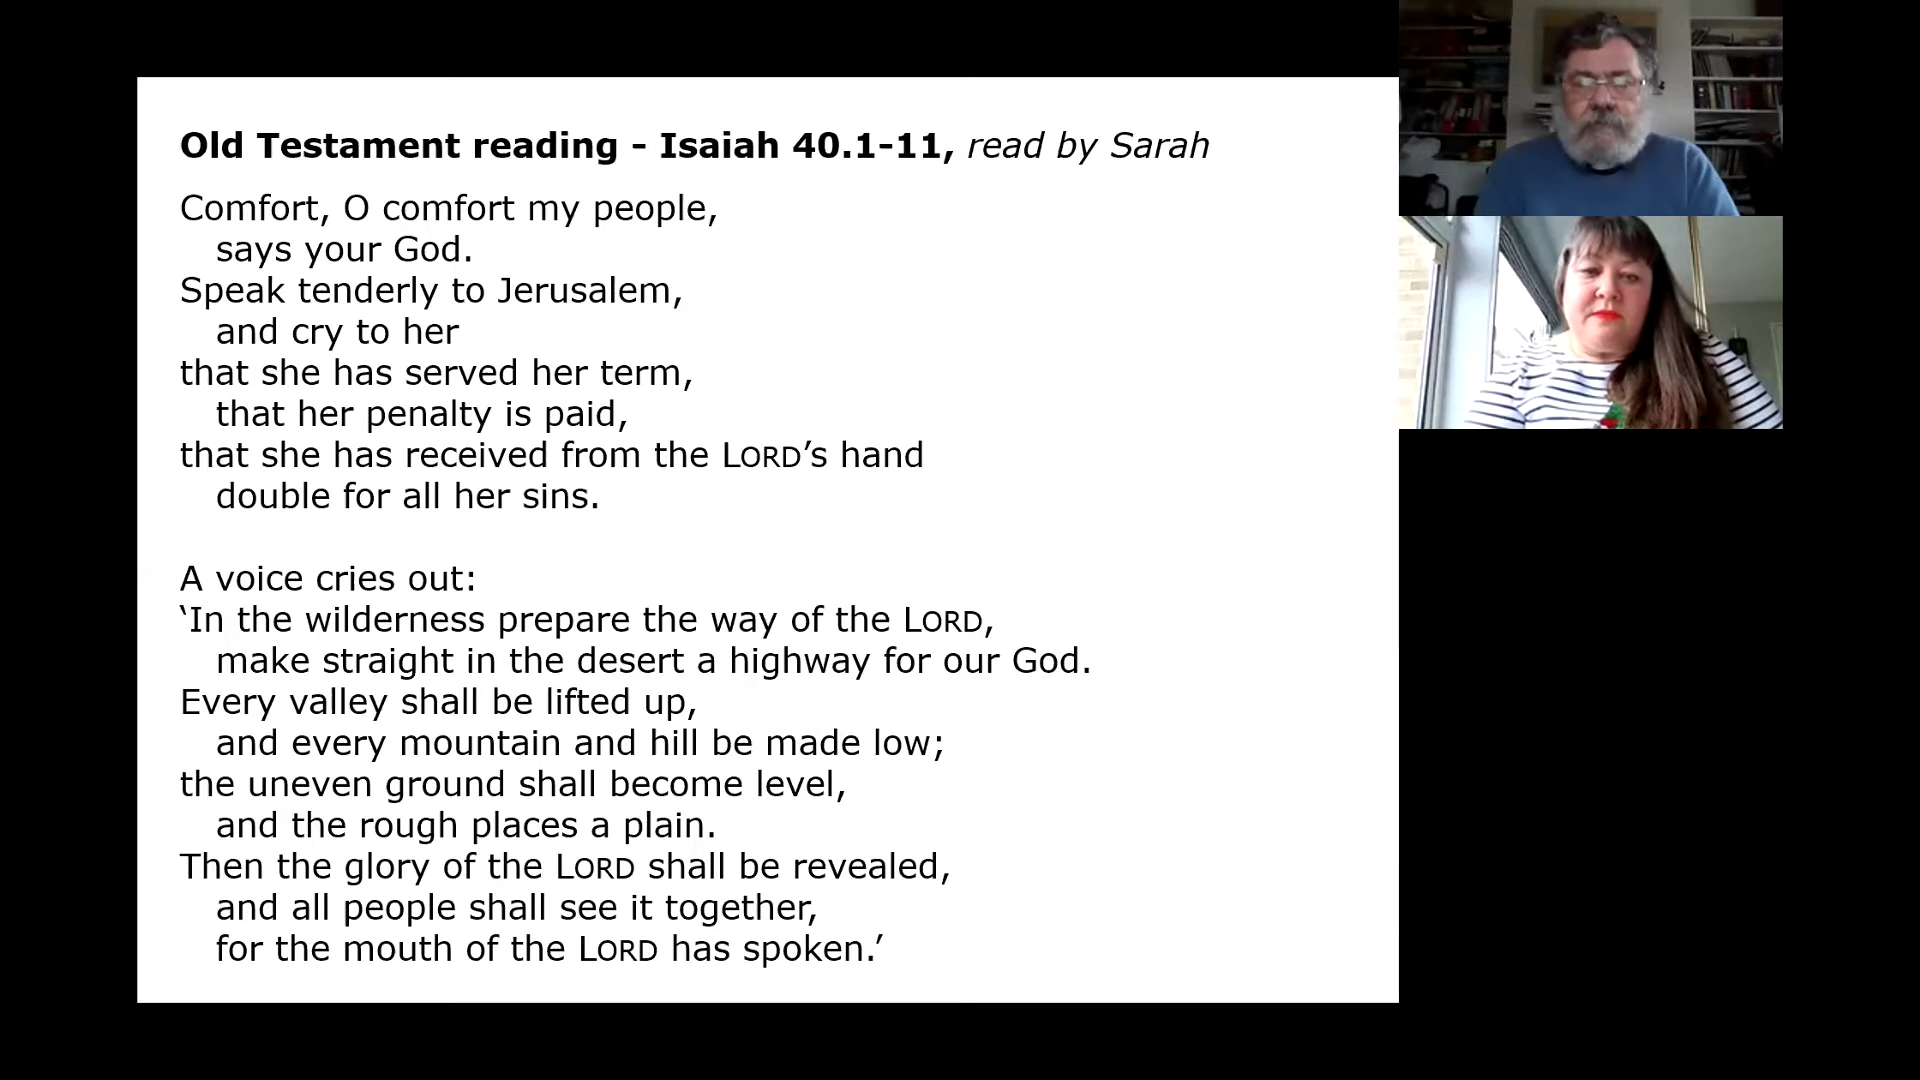 Old Testament reading - Isaiah 40.1-11, read by Sarah
Comfort, O comfort my people,
says your God.
Speak tenderly to Jerusalem,
and cry to her
that she has served her term,
that her penalty is paid,
that she has received from the LORD’s hand
double for all her sins.
A voice cries out:
‘In the wilderness prepare the way of the LORD,
make straight in the desert a highway for our God.
Every valley shall be lifted up,
and every mountain and hill be made low;
the uneven ground shall become level,
and the rough places a plain.
Then the glory of the LORD shall be revealed,
and all people shall see it together,
for the mouth of the LORD has spoken.’